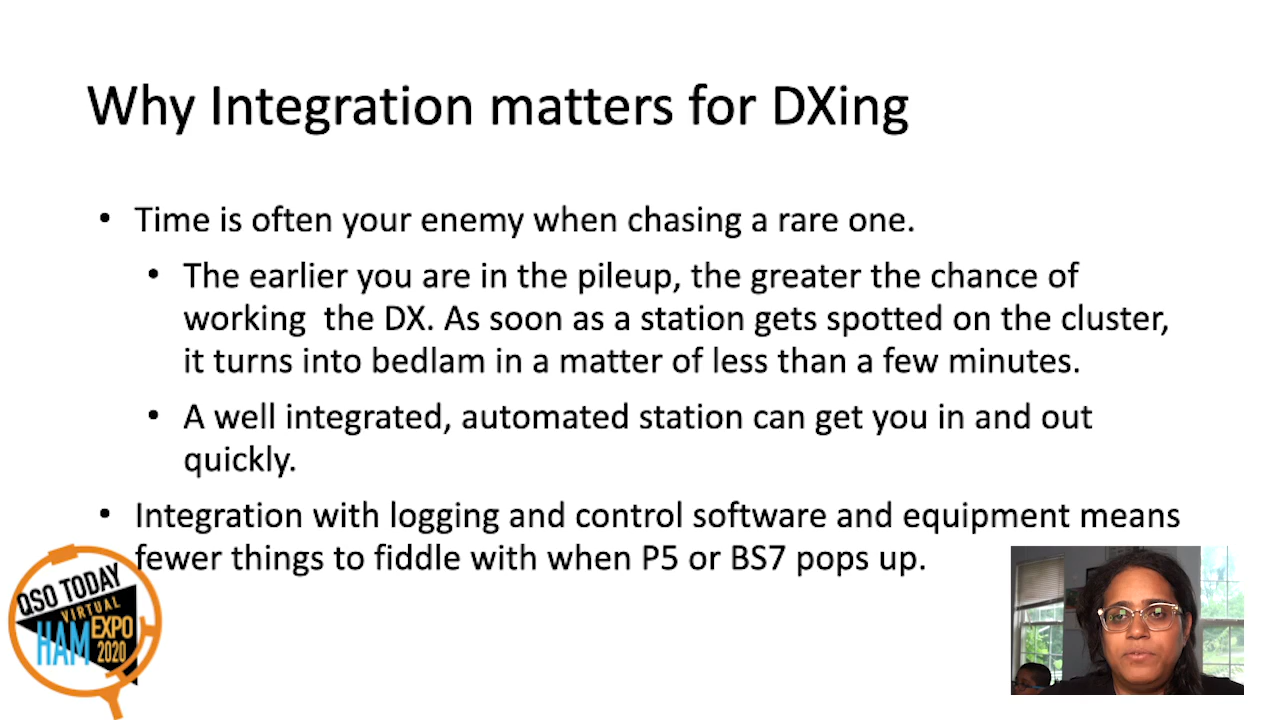 Why Integration matters for DXing
• Time is often your enemy when chasing a rare one.
• The earlier you are in the pileup, the greater the chance of
working  the DX. As soon as a station gets spotted on the cluster,
it turns into bedlam in a matter of less than a few minutes.
• A well integrated, automated station can get you in and out
quickly.
• Integration with logging and control software and equipment means
fewer things to fiddle with when P5 or BS7 pops up.
QSO TODAY
VIRTUAL
HAM EXPO
2020